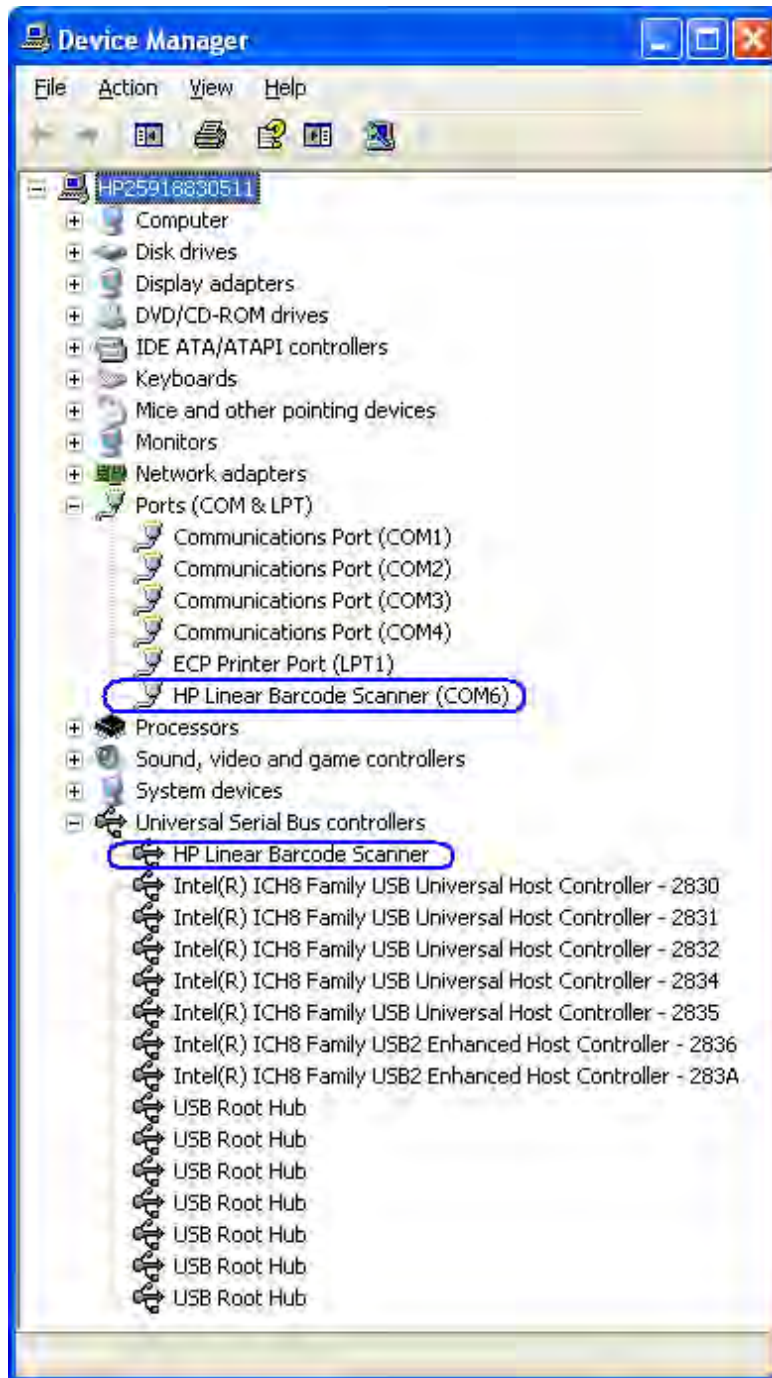 Device Manager
File Action View Help
HP25918830511
Computer
Disk drives
Display adapters
DVD/CD-ROM drives
IDE ATA/ATAPI controllers
Keyboards
Mice and other pointing devices
Monitors
Network adapters
Ports (COM & LPT)
Communications Port (COM1)
Communications Port (COM2)
Communications Port (COM3)
Communications Port (COM4)
ECP Printer Port (LPT1)
HP Linear Barcode Scanner (COM6)
Processors
Sound, video and game controllers
System devices
Universal Serial Bus controllers
HP Linear Barcode Scanner
Intel(R) ICH8 Family USB Universal Host Controller - 2830
Intel(R) ICH8 Family USB Universal Host Controller - 2831
Intel(R) ICH8 Family USB Universal Host Controller - 2832
Intel(R) ICH8 Family USB Universal Host Controller - 2834
Intel(R) ICH8 Family USB Universal Host Controller - 2835
Intel(R) ICH8 Family USB2 Enhanced Host Controller - 2836
Intel(R) ICH8 Family USB2 Enhanced Host Controller - 283A
USB Root Hub
USB Root Hub
USB Root Hub
USB Root Hub
USB Root Hub
USB Root Hub
USB Root Hub